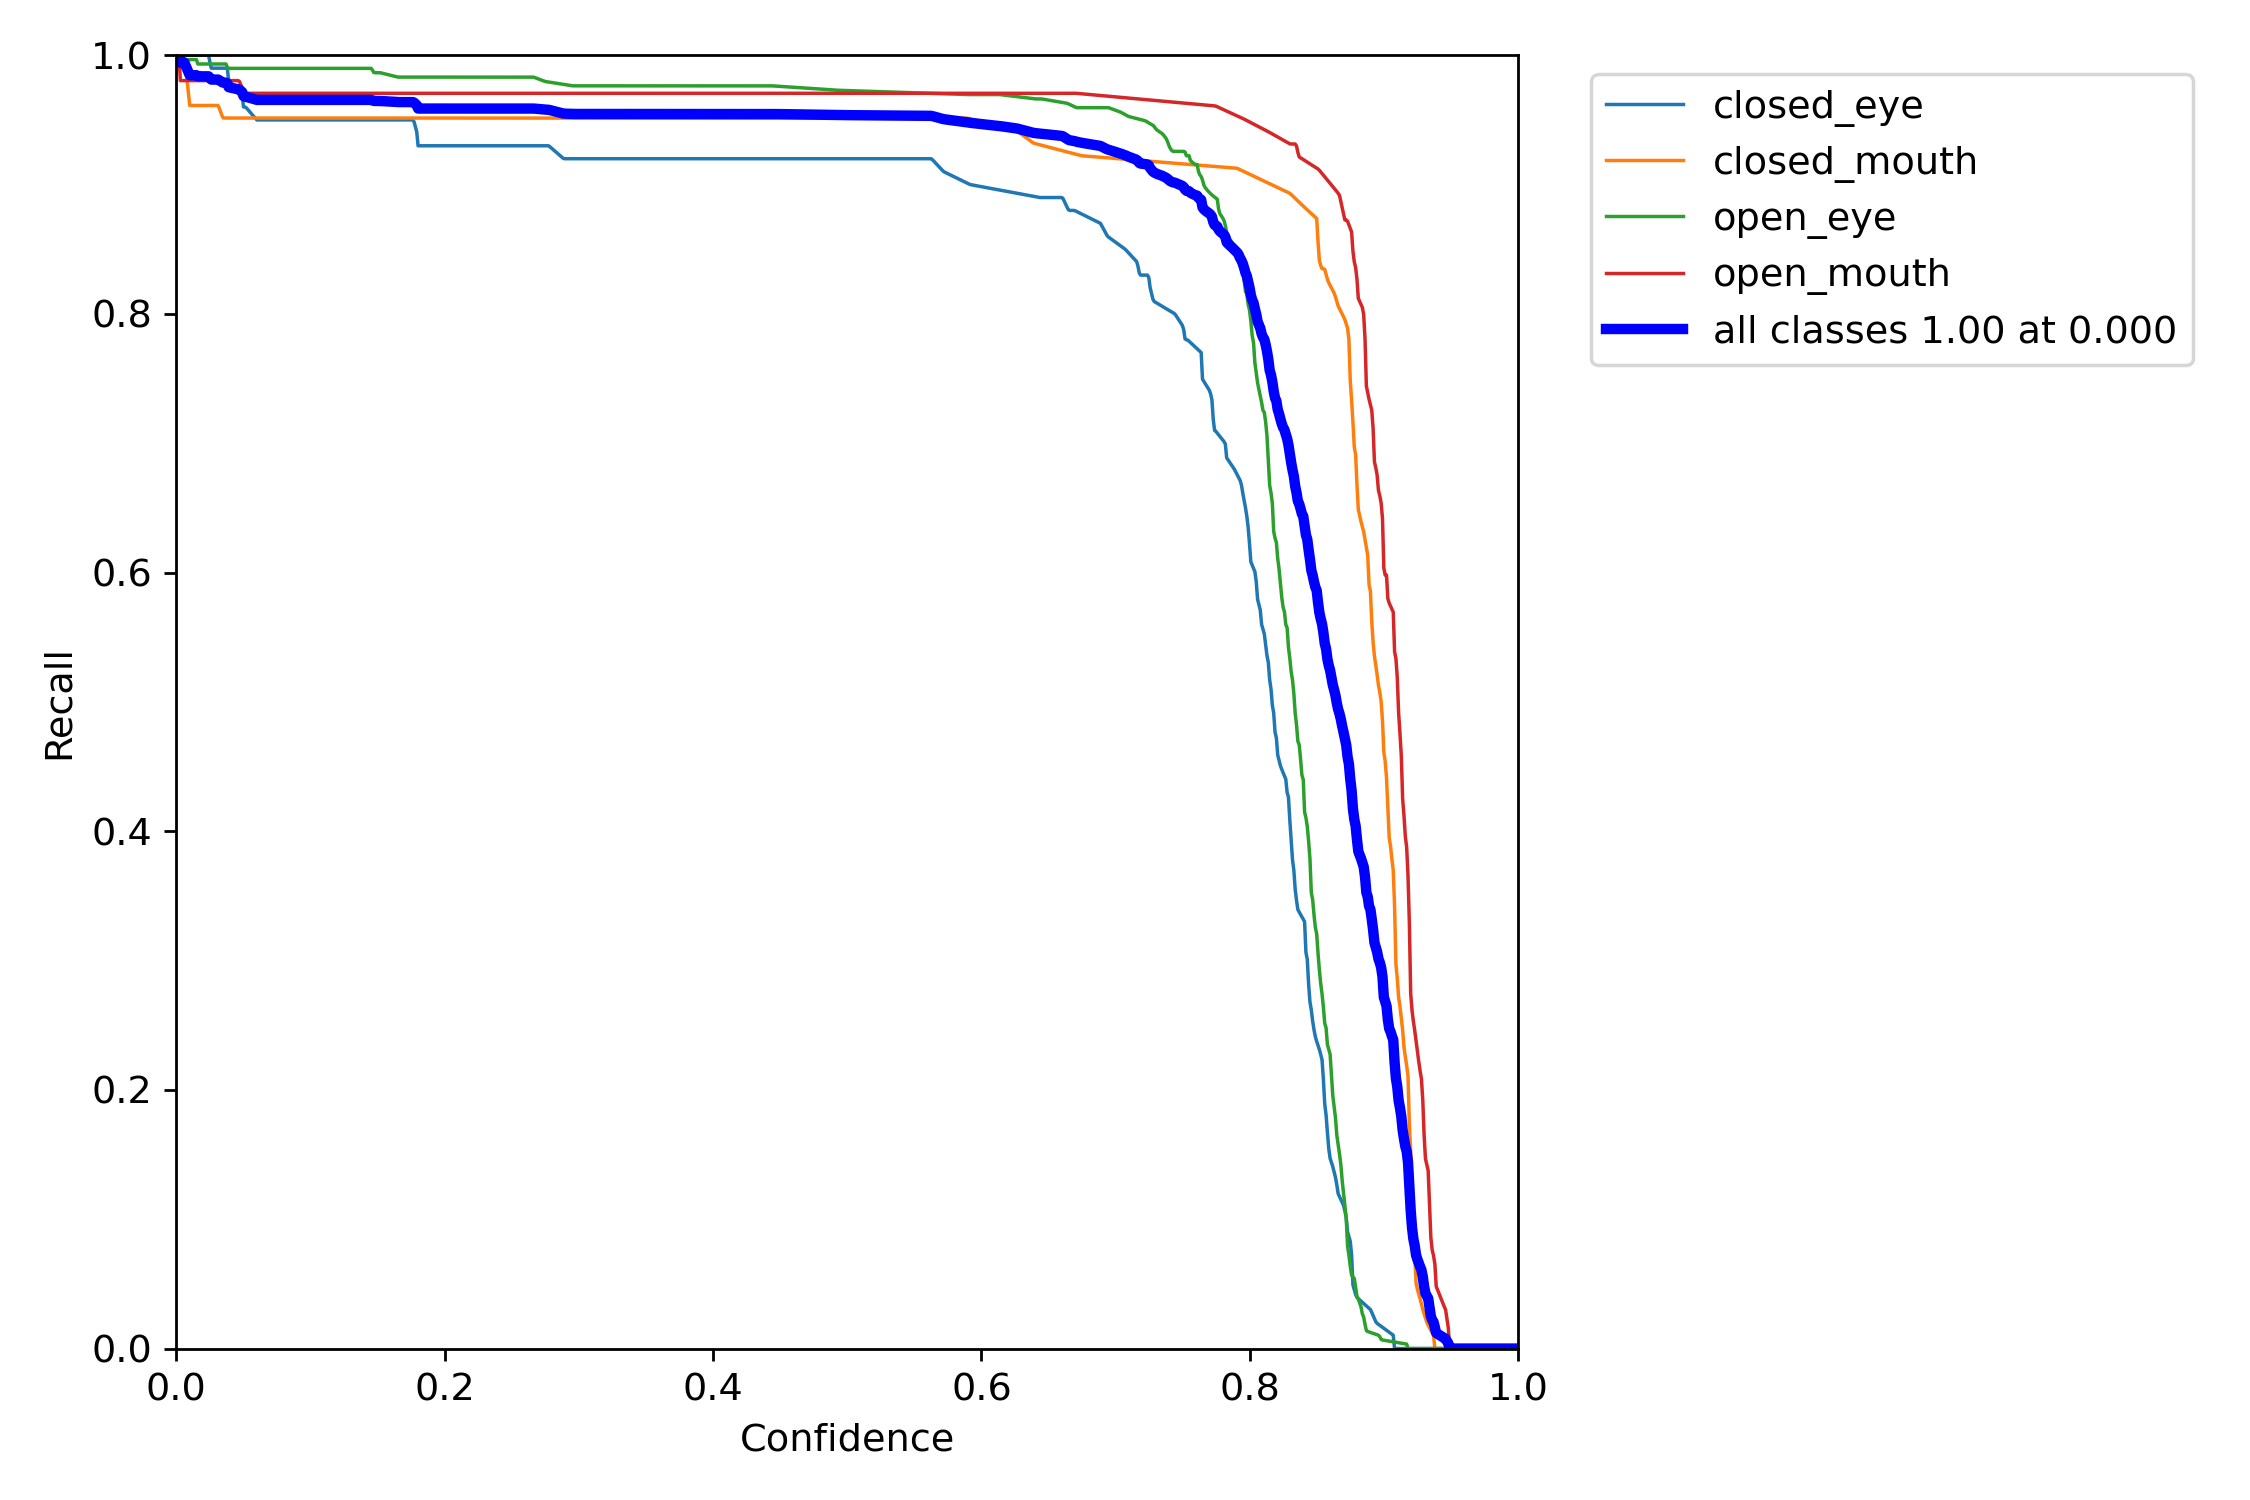 1.0
0.8
0.6
0.4
0.2
0.0
Recall
0.0 0.2 0.4 0.6 0.8 1.0
Confidence
closed_eye
closed_mouth
open_eye
open_mouth
all classes 1.00 at 0.000